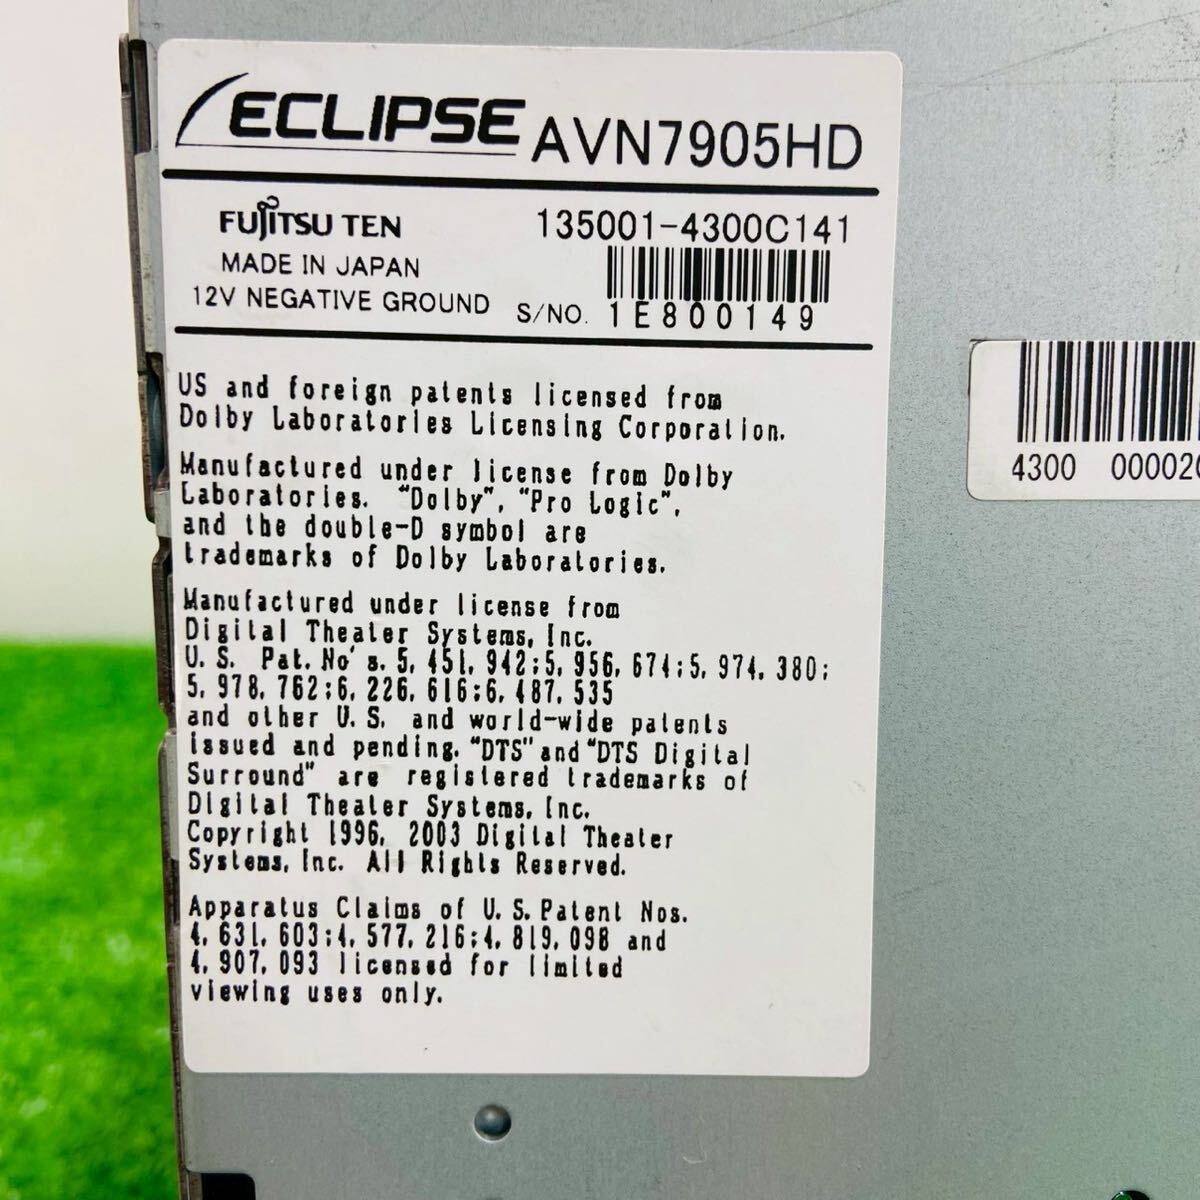 ECLIPSE AVN7905HD
FUJITSU TEN
135001-4300C141
MADE IN JAPAN
12V NEGATIVE GROUND
S/NO. 1E800149
US and foreign patents licensed from
Dolby Laboratories Licensing Corporation.
Manufactured under license from Dolby
Laboratories. "Dolby", "Pro Logic",
and the double-D symbol are
trademarks of Dolby Laboratories.
Manufactured under license from
Digital Theater Systems, Inc.
U.S. Pat. No's. 5,451,942;5,956,674;5,974,380;
5,978,762;6,226,616;6,487,535
and other U.S. and world-wide patents
issued and pending. "DTS" and "DTS Digital
Surround" are registered trademarks of
Digital Theater Systems, Inc.
Copyright 1996, 2003 Digital Theater
Systems, Inc. All Rights Reserved.
Apparatus Claims of U.S. Patent Nos.
4,631,603;4,577,216;4,819,098 and
4,907,093 licensed for limited
viewing uses only.
4300